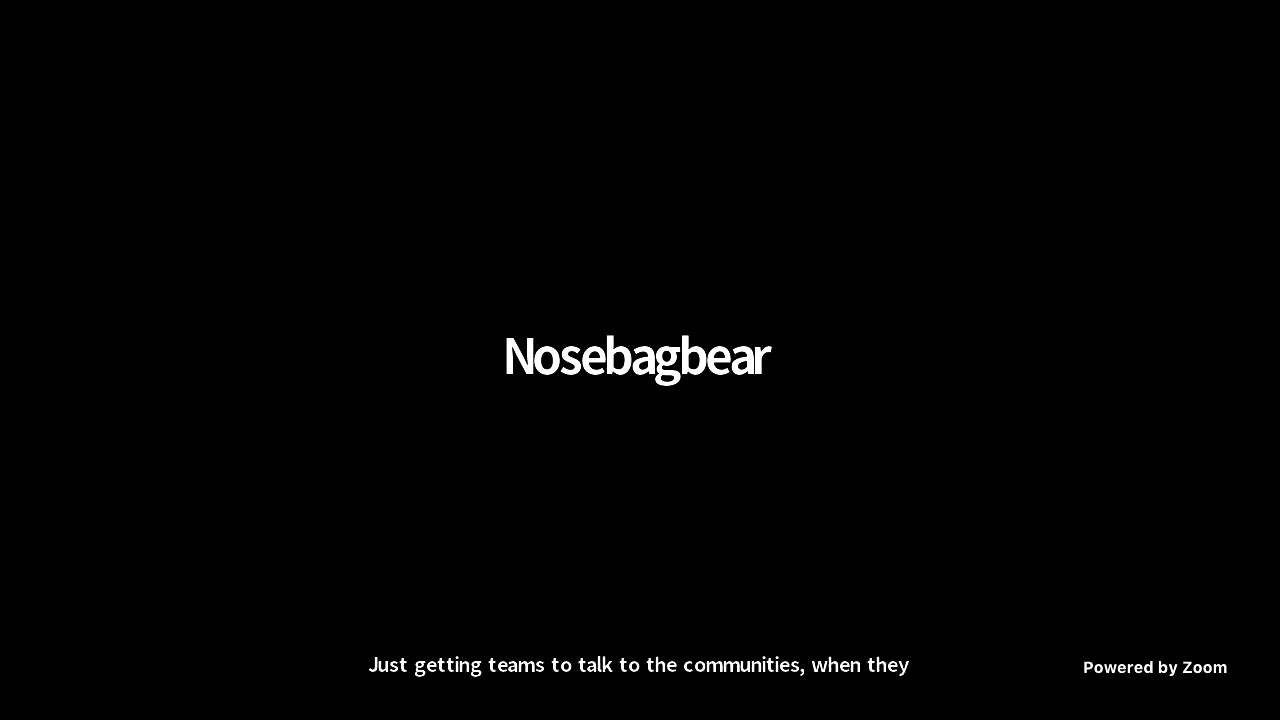 Nosebagbear
Just getting teams to talk to the communities, when they
Powered by Zoom